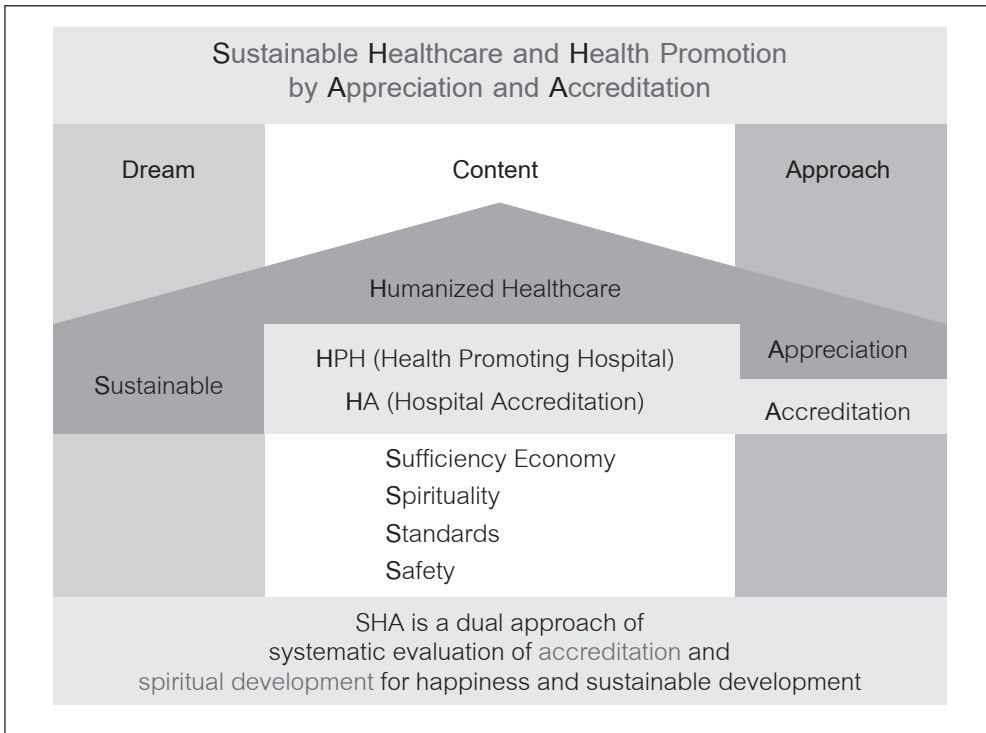 Sustainable Healthcare and Health Promotion
by Appreciation and Accreditation
Dream
Content
Approach
Humanized Healthcare
Sustainable
HPH (Health Promoting Hospital)
HA (Hospital Accreditation)
Appreciation
Accreditation
Sufficiency Economy
Spirituality
Standards
Safety
SHA is a dual approach of
systematic evaluation of accreditation and
spiritual development for happiness and sustainable development